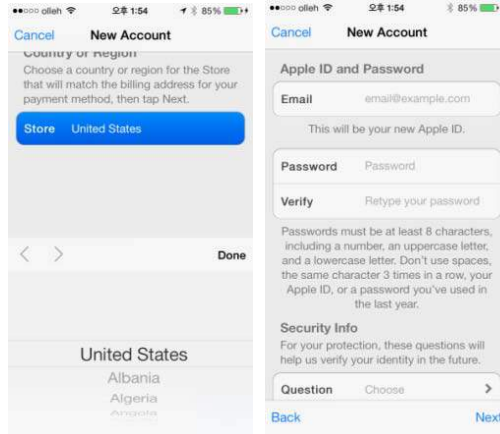 olleh 오후 1:54 85%
Cancel New Account
Country or Region
Choose a country or region for the Store
that will match the billing address for your
payment method, then tap Next.
Store United States
Done
United States
Albania
Algeria
Angola
olleh 오후 1:54 85%
Cancel New Account
Apple ID and Password
Email email@example.com
This will be your new Apple ID.
Password Password
Verify Retype your password
Passwords must be at least 8 characters,
including a number, an uppercase letter,
and a lowercase letter. Don't use spaces,
the same character 3 times in a row, your
Apple ID, or a password you've used in
the last year.
Security Info
For your protection, these questions will
help us verify your identity in the future.
Question Choose
Back Next